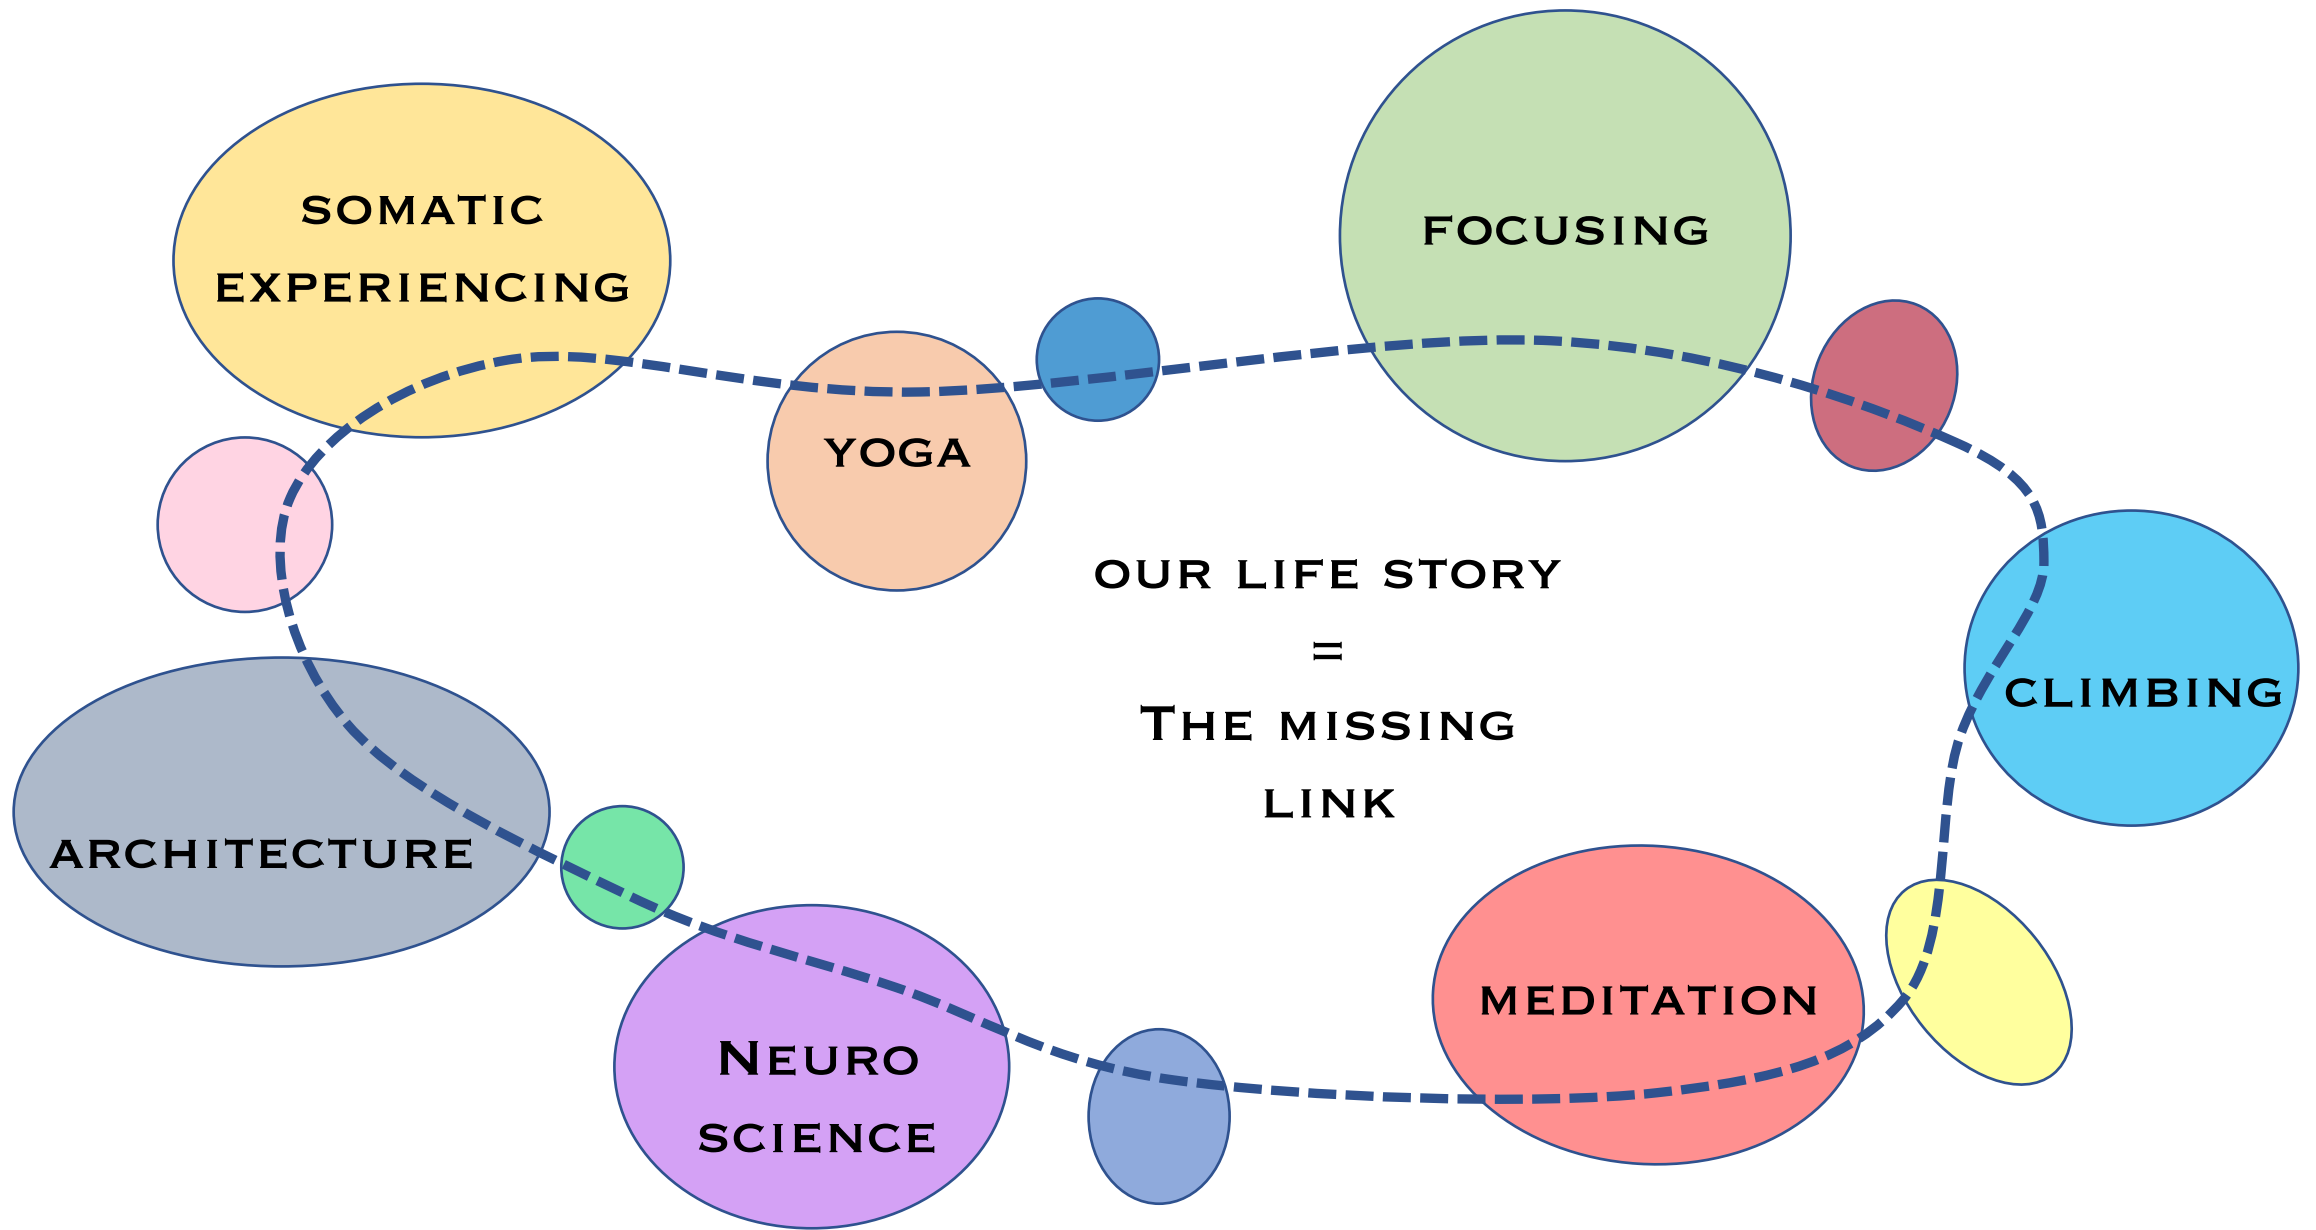 SOMATIC
EXPERIENCING
FOCUSING
YOGA
OUR LIFE STORY
=
THE MISSING
LINK
CLIMBING
ARCHITECTURE
MEDITATION
NEURO
SCIENCE